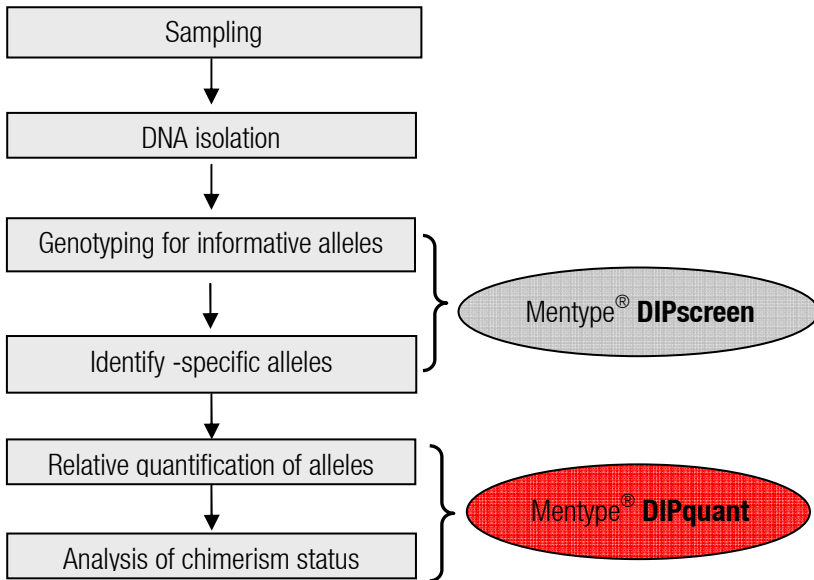 Sampling
DNA isolation
Genotyping for informative alleles
Mentype® DIPscreen
Identify -specific alleles
Relative quantification of alleles
Mentype® DIPquant
Analysis of chimerism status